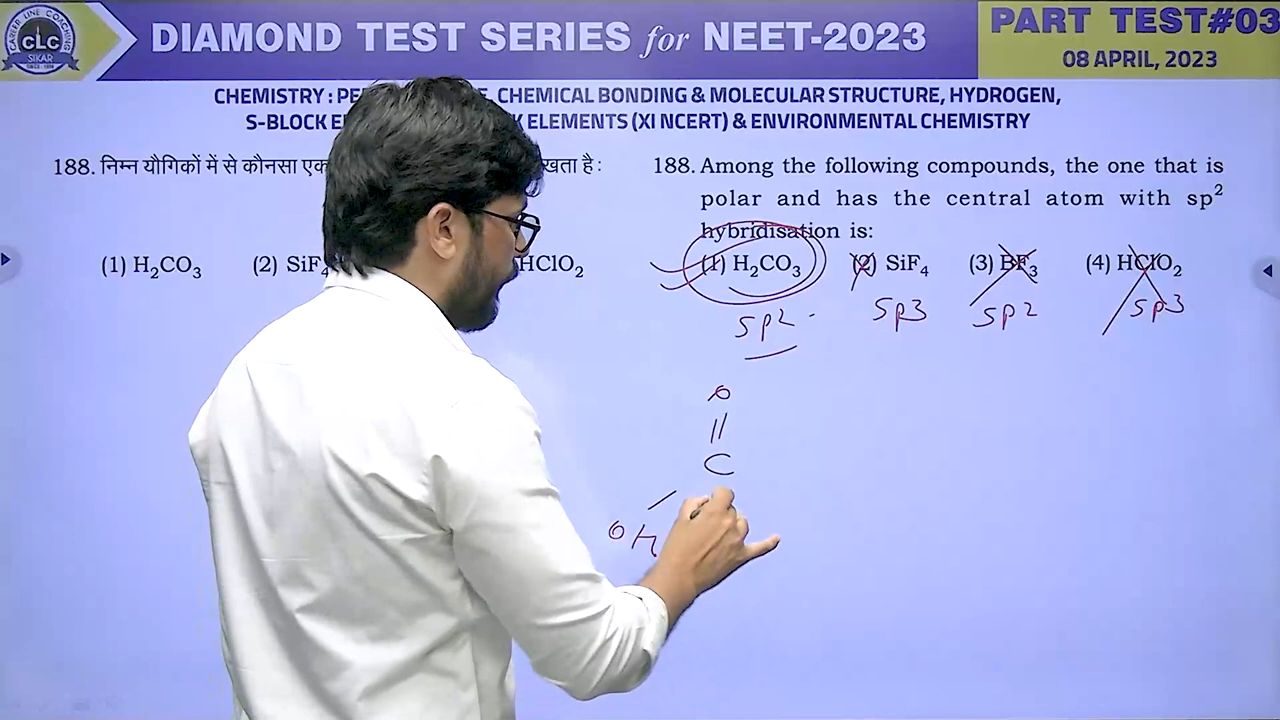 CAREER LINE COACHING
CLC
SIKAR
SINCE - 1996
DIAMOND TEST SERIES for NEET-2023
PART TEST#03
08 APRIL, 2023
CHEMISTRY : CHEMICAL BONDING & MOLECULAR STRUCTURE, HYDROGEN,
S-BLOCK ELEMENTS (XI NCERT) & ENVIRONMENTAL CHEMISTRY
188. निम्न यौगिकों में से कौनसा एक :
(1) H₂CO₃ (2) SiF₄ HClO₂
188. Among the following compounds, the one that is
polar and has the central atom with sp²
hybridisation is:
(1) H₂CO₃ (2) SiF₄ (3) BF₃ (4) HClO₂
sp2 sp3 sp2 sp3
O
||
C
OH